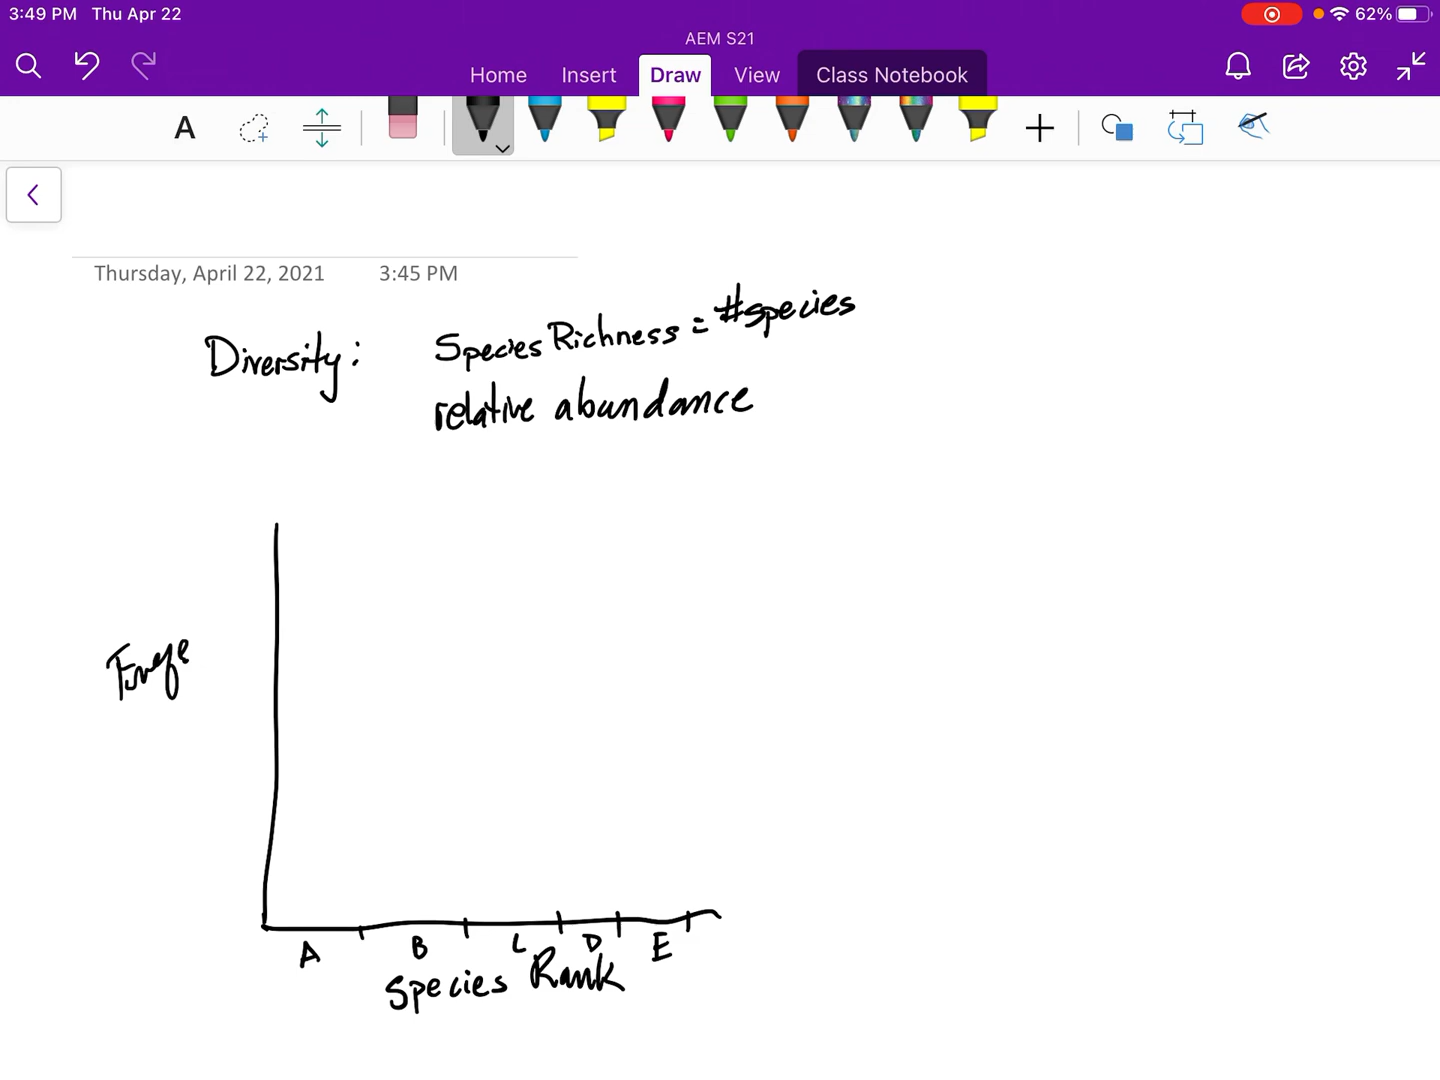 3:49 PM Thu Apr 22
62%
AEM S21
Home Insert Draw View Class Notebook
A
Thursday, April 22, 2021 3:45 PM
Diversity: Species Richness = #species
relative abundance
A B C D E
Species Rank